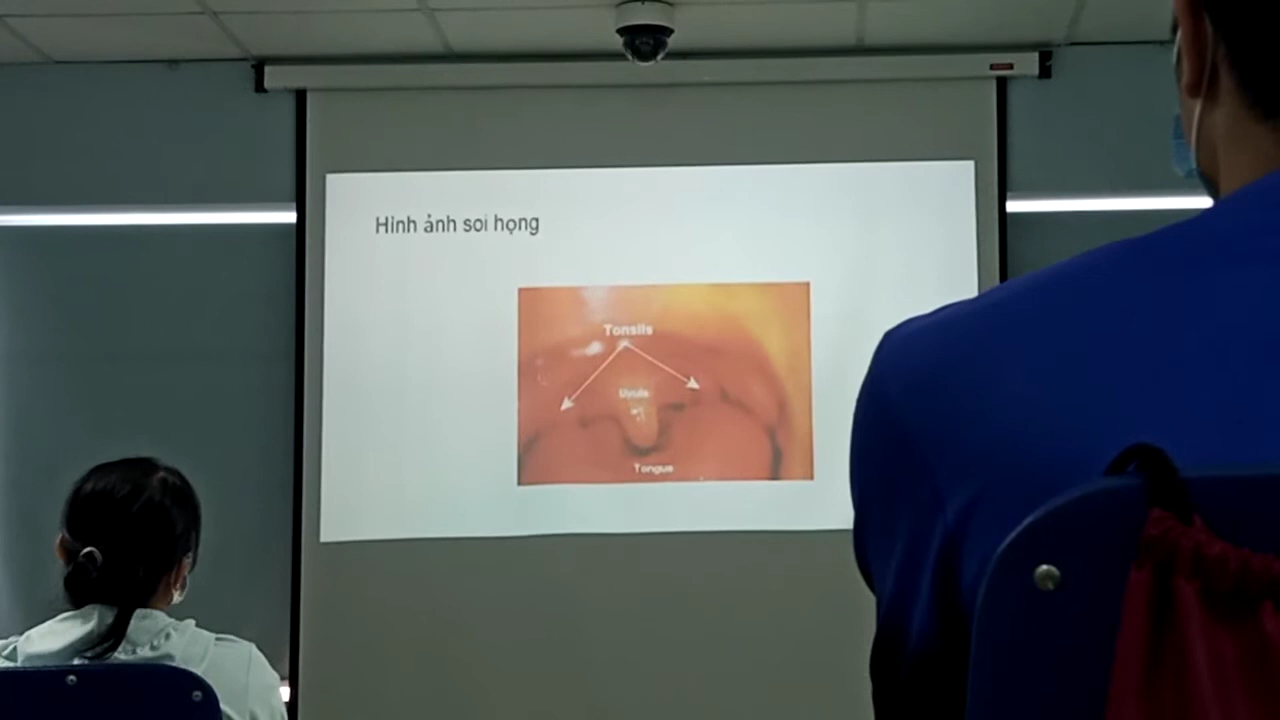 Hình ảnh soi họng
Tonsils
Uvula
Tongue